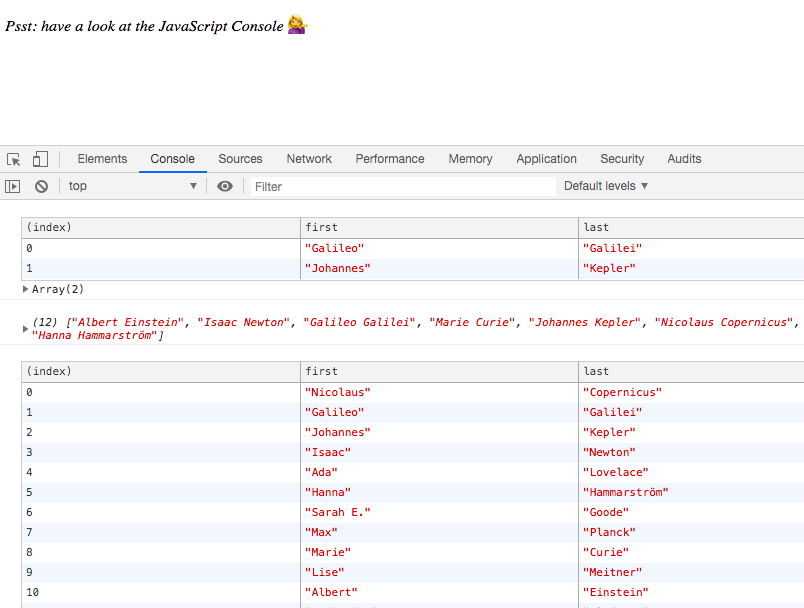 Psst: have a look at the JavaScript Console 💁
Elements Console Sources Network Performance Memory Application Security Audits
top ▼ Filter Default levels ▼
(index) first last
0 "Galileo" "Galilei"
1 "Johannes" "Kepler"
▶ Array(2)
(12) ["Albert Einstein", "Isaac Newton", "Galileo Galilei", "Marie Curie", "Johannes Kepler", "Nicolaus Copernicus",
▶ "Hanna Hammarström"]
(index) first last
0 "Nicolaus" "Copernicus"
1 "Galileo" "Galilei"
2 "Johannes" "Kepler"
3 "Isaac" "Newton"
4 "Ada" "Lovelace"
5 "Hanna" "Hammarström"
6 "Sarah E." "Goode"
7 "Max" "Planck"
8 "Marie" "Curie"
9 "Lise" "Meitner"
10 "Albert" "Einstein"